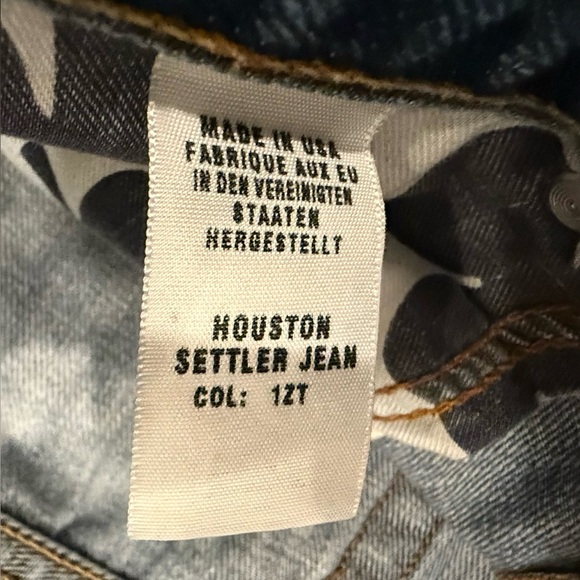 MADE IN USA
FABRIQUE AUX EU
IN DEN VEREINIGTEN
STAATEN
HERGESTELLT
HOUSTON
SETTLER JEAN
COL: 1ZT